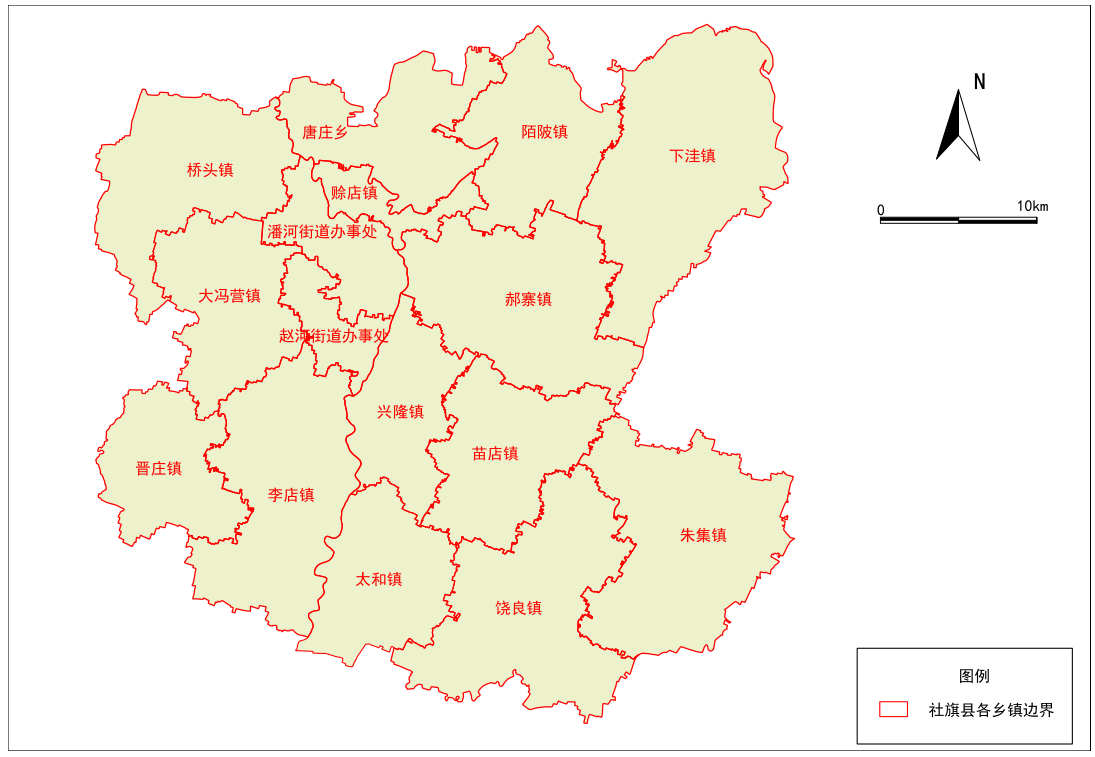 N
唐庄乡
陌陂镇
下洼镇
桥头镇
赊店镇
0
10km
潘河街道办事处
大冯营镇
郝寨镇
赵河街道办事处
兴隆镇
苗店镇
晋庄镇
李店镇
朱集镇
太和镇
饶良镇
图例
社旗县各乡镇边界